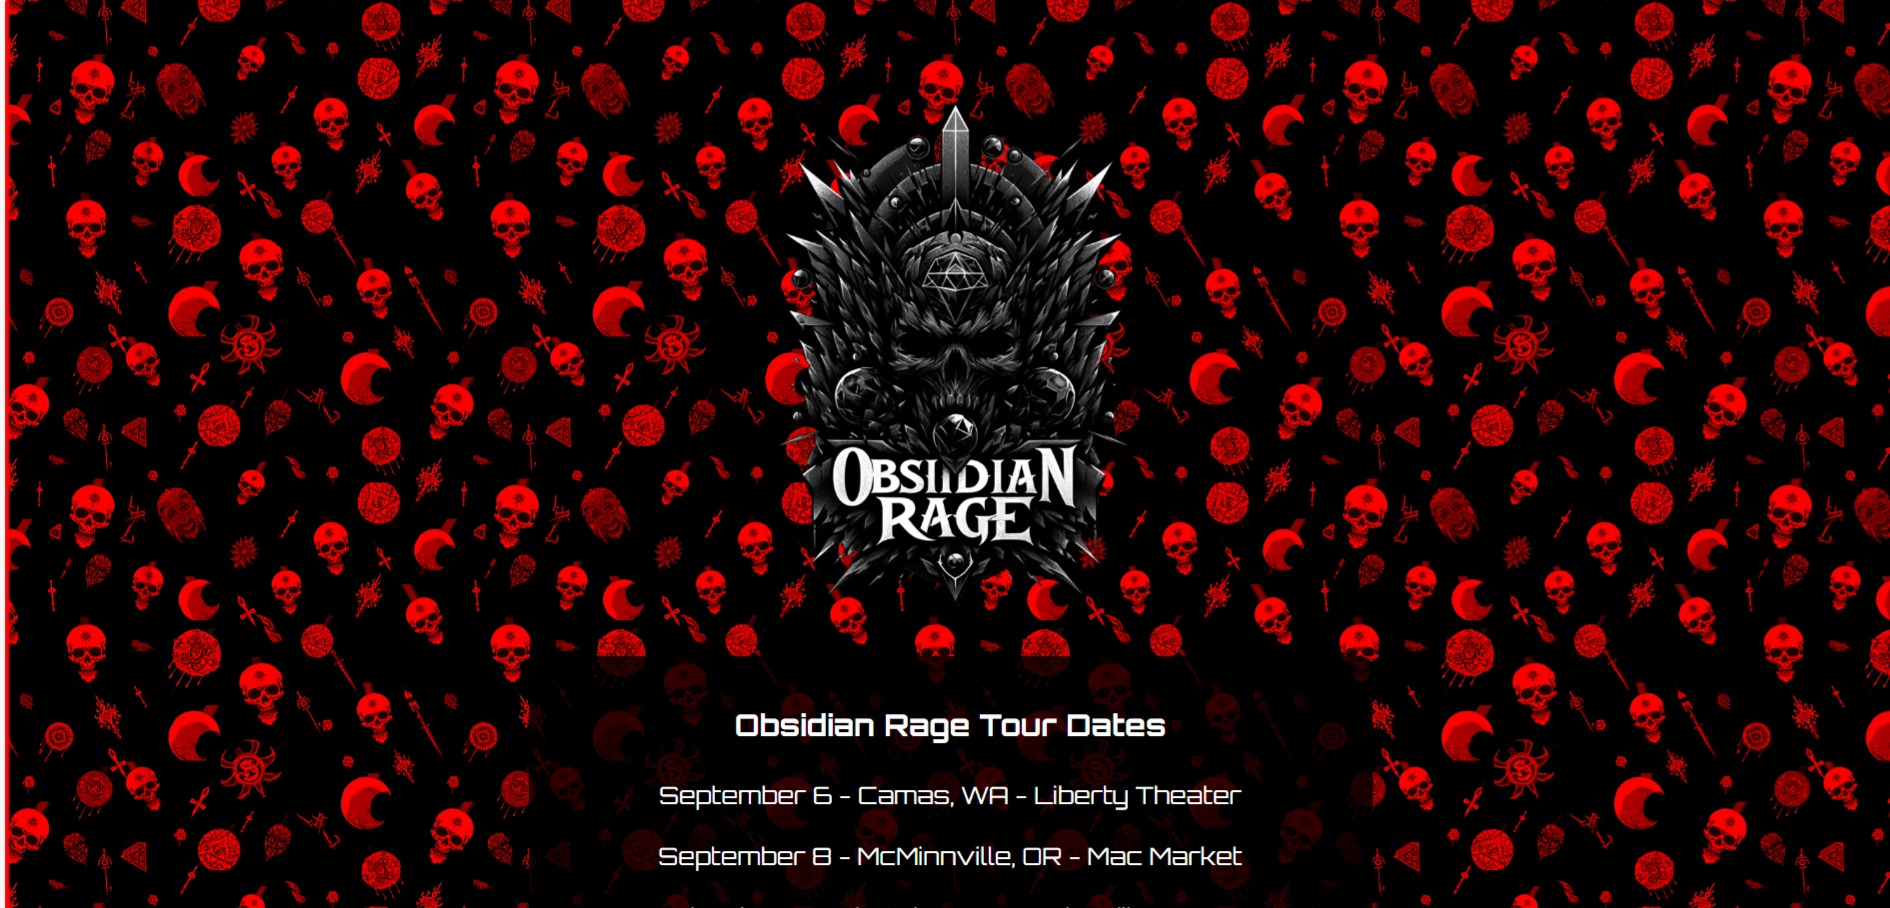 OBSIDIAN
RAGE
Obsidian Rage Tour Dates
September 6 - Camas, WA - Liberty Theater
September 8 - McMinnville, OR - Mac Market